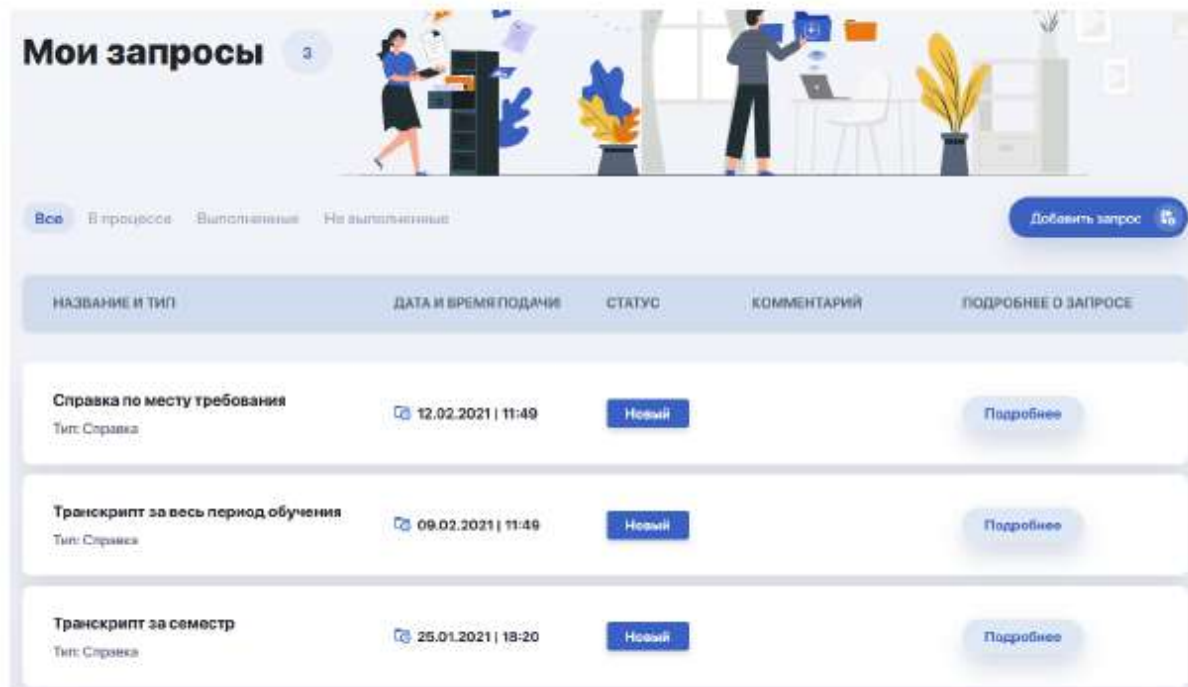 Мои запросы 3
Все В процессе Выполненные Не выполненные
Добавить запрос
НАЗВАНИЕ И ТИП ДАТА И ВРЕМЯ ПОДАЧИ СТАТУС КОММЕНТАРИЙ ПОДРОБНЕЕ О ЗАПРОСЕ
Справка по месту требования
Тип: Справка
12.02.2021 | 11:49 Новый Подробнее
Транскрипт за весь период обучения
Тип: Справка
09.02.2021 | 11:49 Новый Подробнее
Транскрипт за семестр
Тип: Справка
25.01.2021 | 18:20 Новый Подробнее